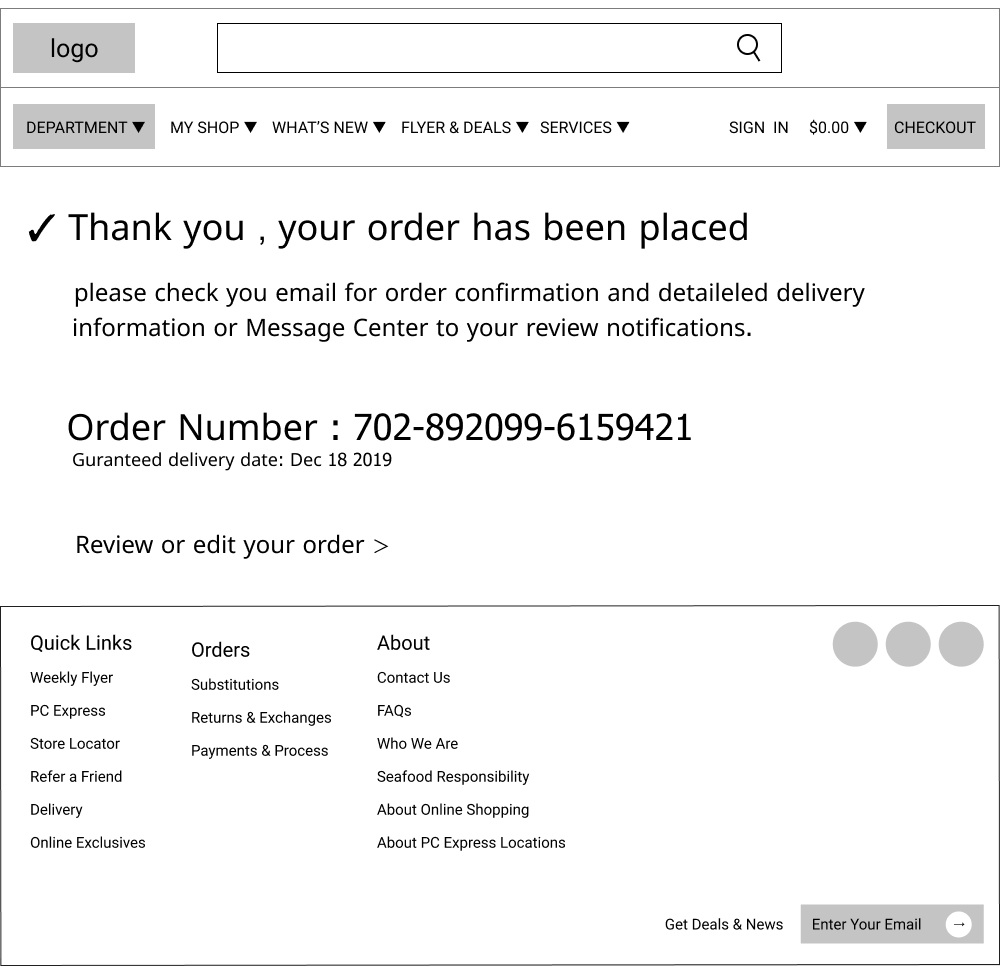 logo
DEPARTMENT ▼ MY SHOP ▼ WHAT'S NEW ▼ FLYER & DEALS ▼ SERVICES ▼ SIGN IN $0.00 ▼ CHECKOUT
✓ Thank you , your order has been placed
please check you email for order confirmation and detaileled delivery
information or Message Center to your review notifications.
Order Number : 702-892099-6159421
Guranteed delivery date: Dec 18 2019
Review or edit your order >
Quick Links
Weekly Flyer
PC Express
Store Locator
Refer a Friend
Delivery
Online Exclusives
Orders
Substitutions
Returns & Exchanges
Payments & Process
About
Contact Us
FAQs
Who We Are
Seafood Responsibility
About Online Shopping
About PC Express Locations
Get Deals & News Enter Your Email →